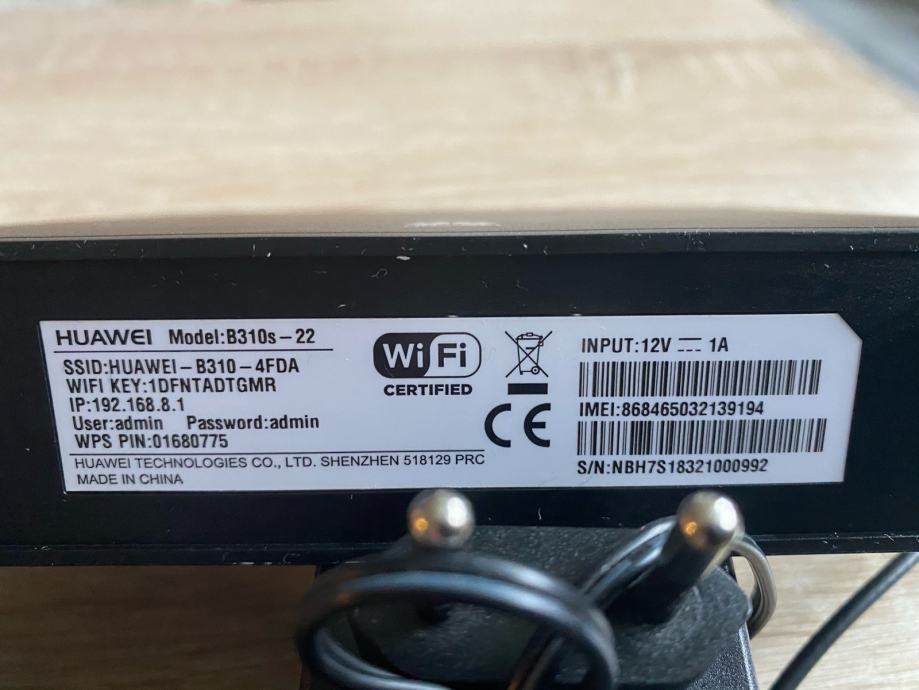 HUAWEI Model:B310s-22
SSID:HUAWEI-B310-4FDA
WIFI KEY:1DFNTADTGMR
IP:192.168.8.1
User:admin Password:admin
WPS PIN:01680775
HUAWEI TECHNOLOGIES CO., LTD. SHENZHEN 518129 PRC
MADE IN CHINA
Wi Fi
CERTIFIED
CE
INPUT:12V ⎓ 1A
IMEI:868465032139194
S/N:NBH7S18321000992